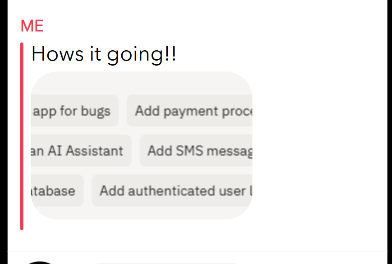 ME
Hows it going!!
app for bugs Add payment proce
an AI Assistant Add SMS messag
tabase Add authenticated user l